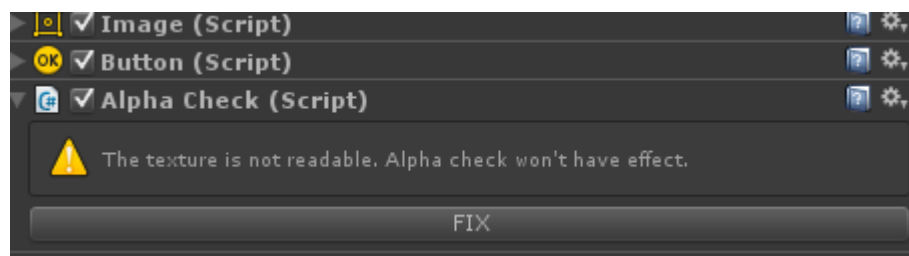 Image (Script)
OK Button (Script)
C# Alpha Check (Script)
The texture is not readable. Alpha check won't have effect.
FIX